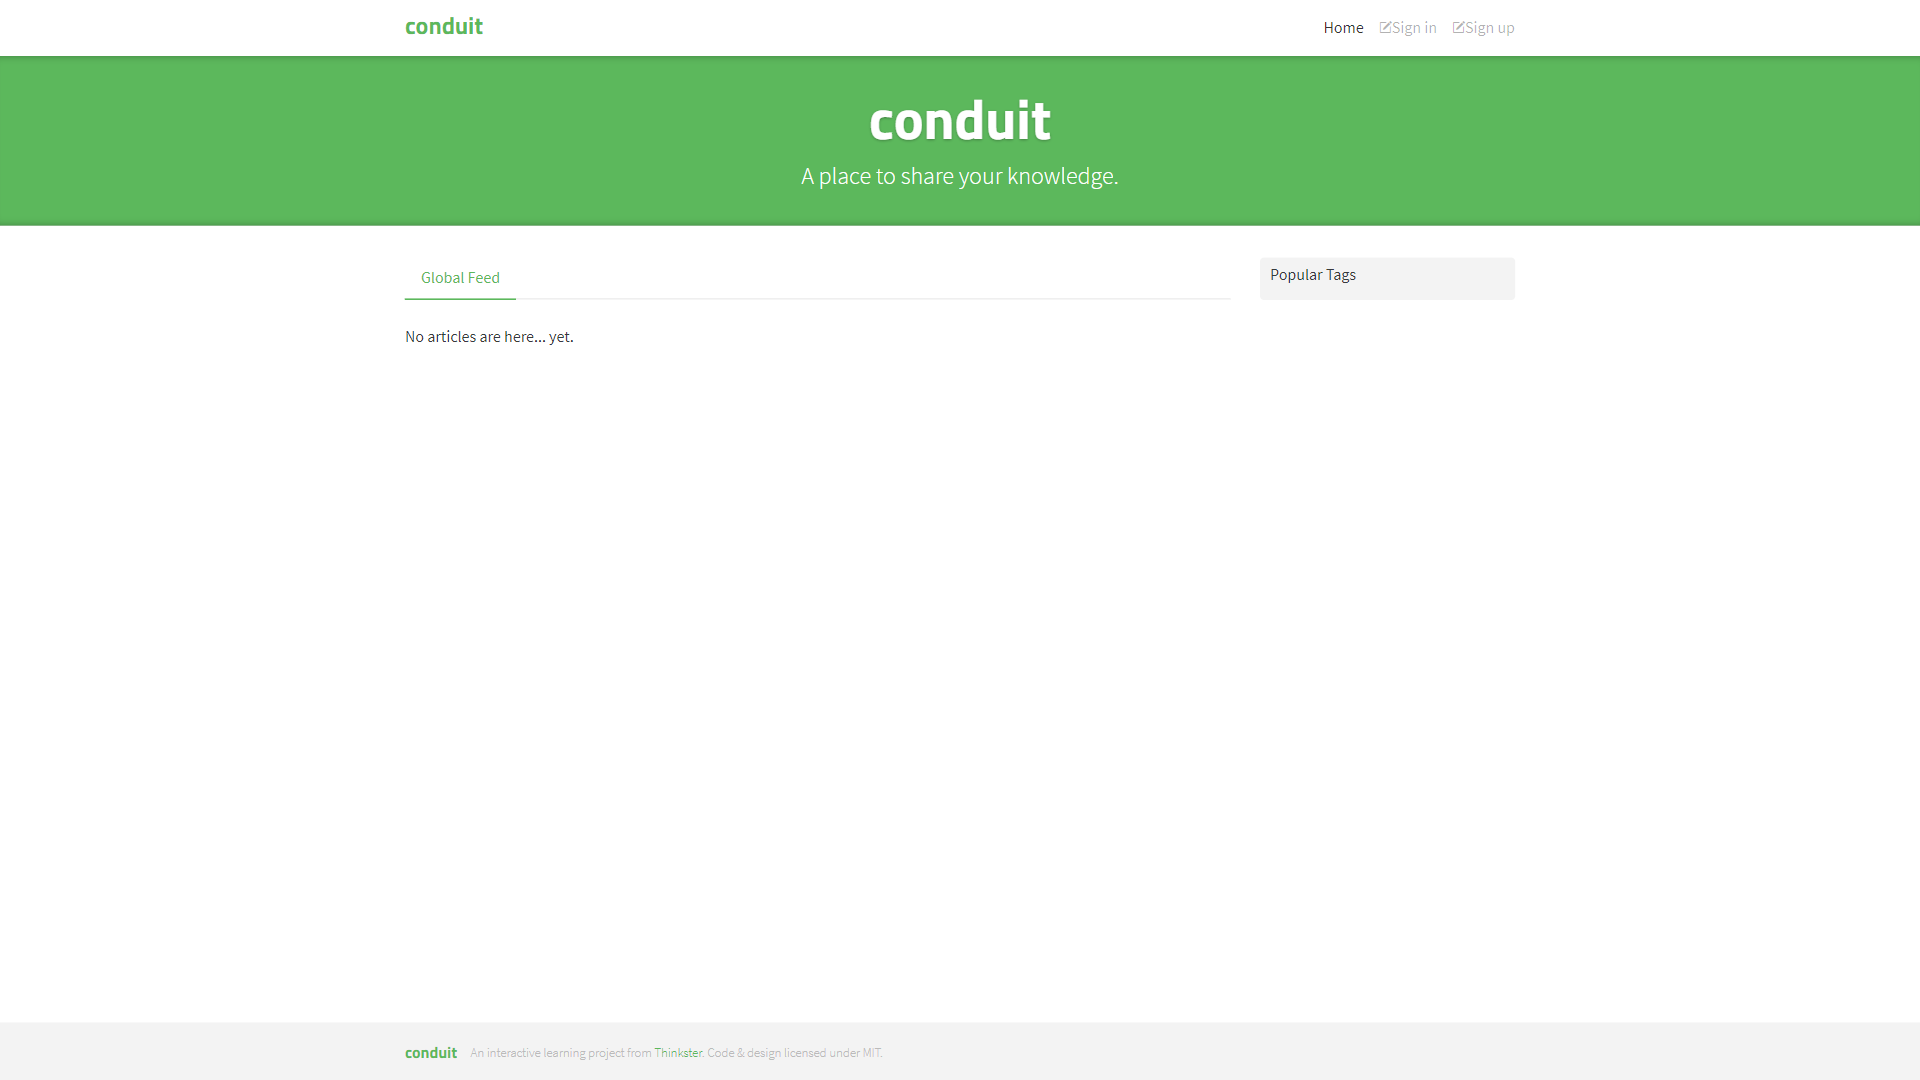 conduit
Home Sign in Sign up
conduit
A place to share your knowledge.
Global Feed
Popular Tags
No articles are here... yet.
conduit An interactive learning project from Thinkster. Code & design licensed under MIT.